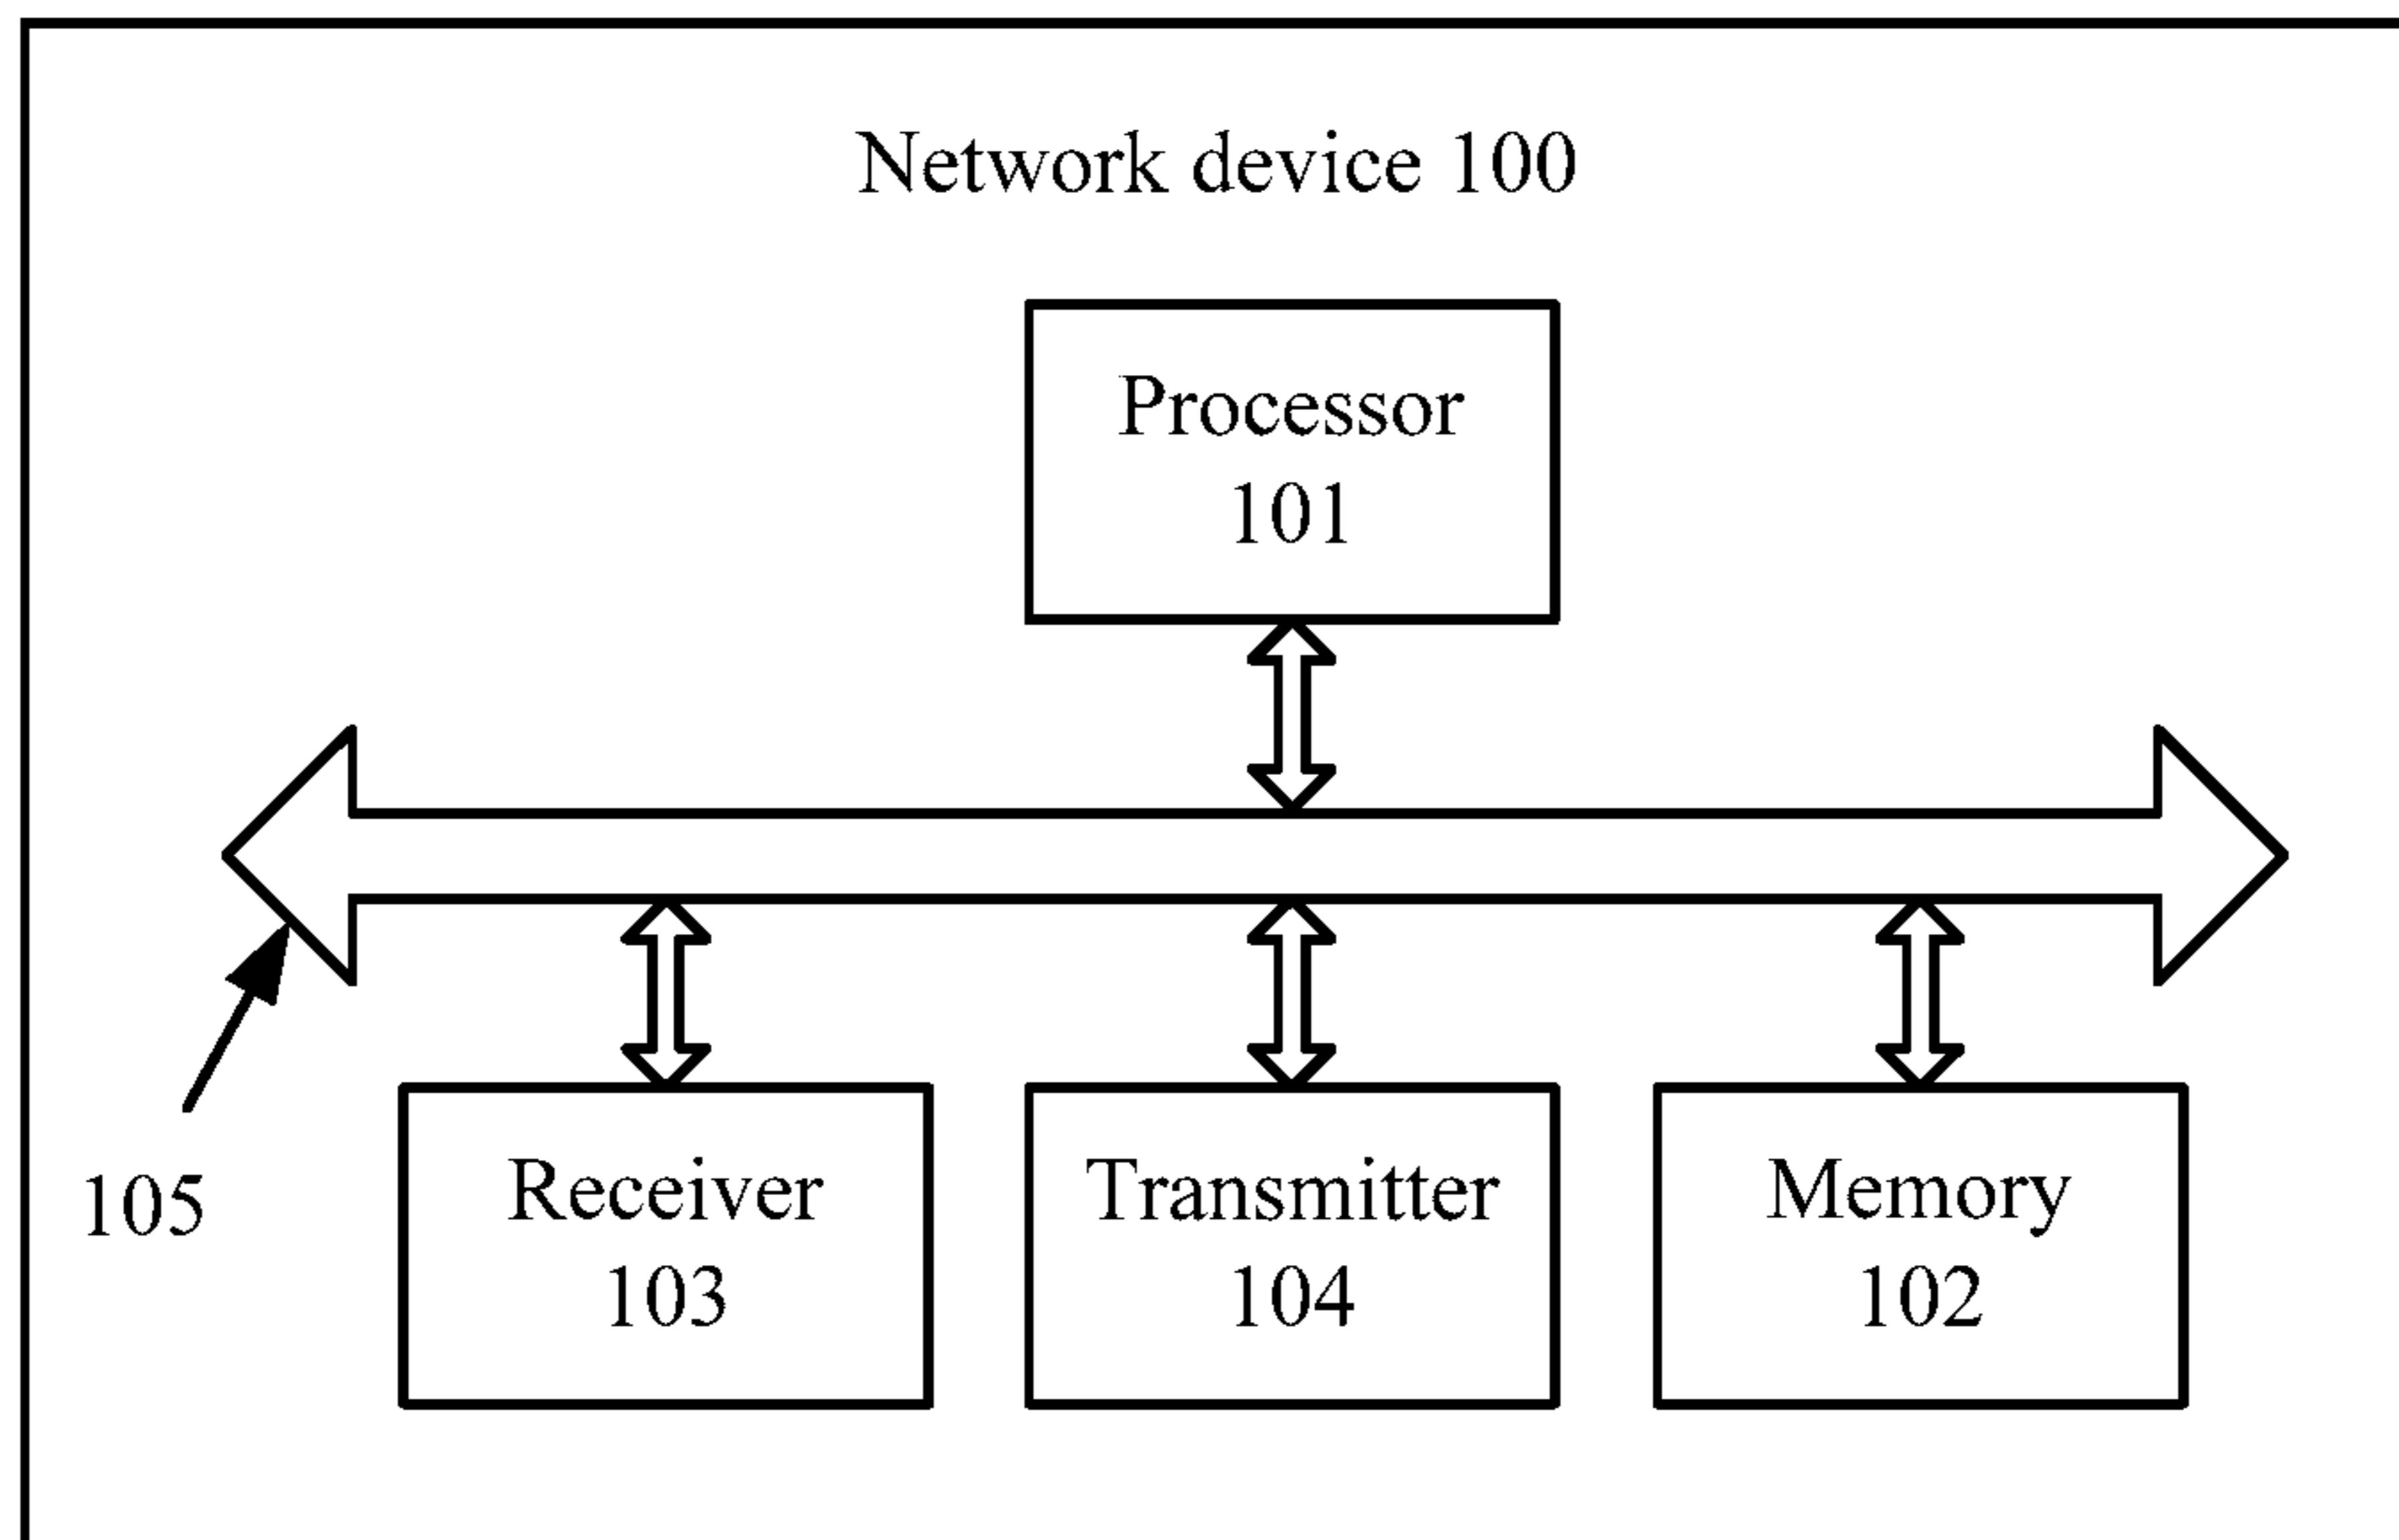 Network device 100
Processor
101
105
Receiver
103
Transmitter
104
Memory
102